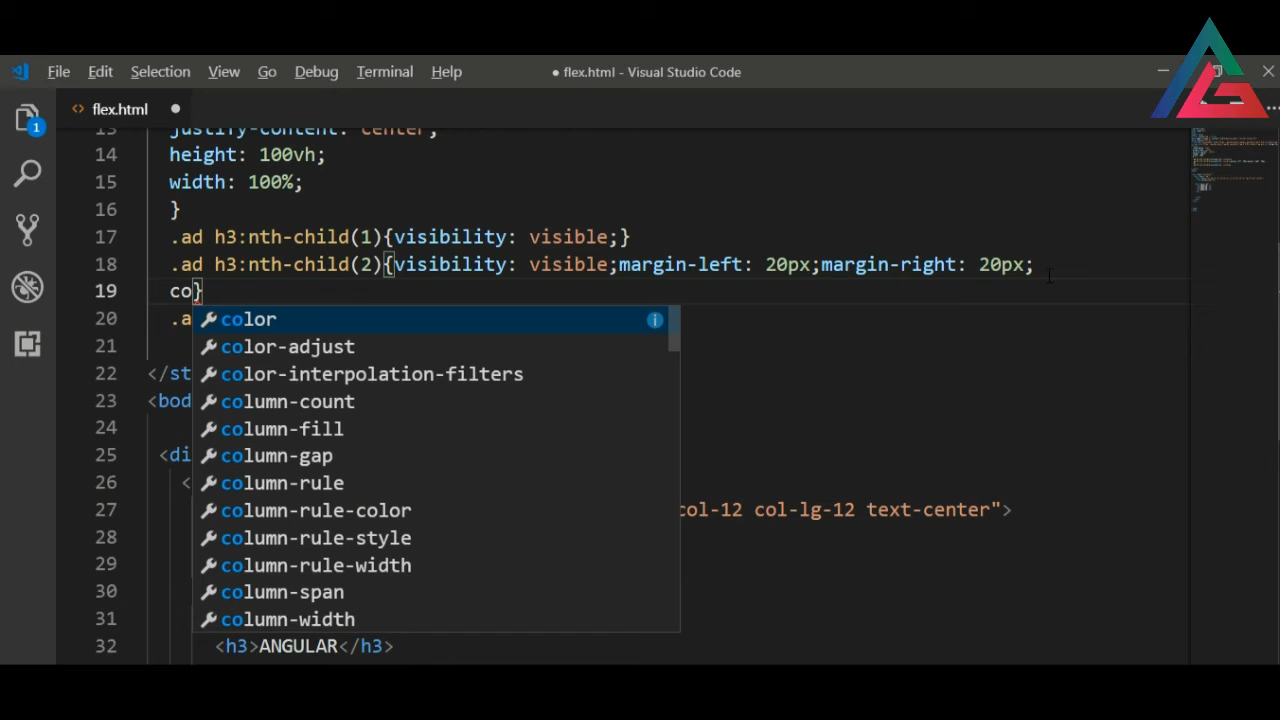 File Edit Selection View Go Debug Terminal Help ● flex.html - Visual Studio Code
flex.html
1
13 justify-content: center;
14 height: 100vh;
15 width: 100%;
16 }
17 .ad h3:nth-child(1){visibility: visible;}
18 .ad h3:nth-child(2){visibility: visible;margin-left: 20px;margin-right: 20px;
19 co}
20 .a
color
21
color-adjust
22 </st
color-interpolation-filters
23 <bod
column-count
24
column-fill
25 <di
column-gap
26 <
column-rule
27 col-12 col-lg-12 text-center">
column-rule-color
28
column-rule-style
29
column-rule-width
30
column-span
31
column-width
32 <h3>ANGULAR</h3>